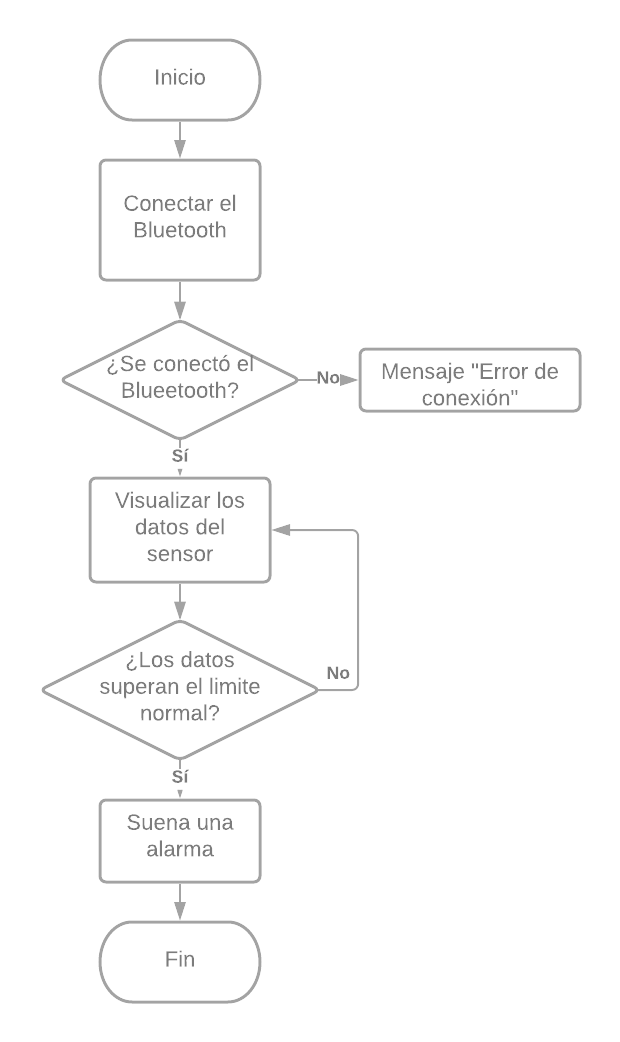 Inicio
Conectar el
Bluetooth
¿Se conectó el
Blueetooth?
No
Mensaje "Error de
conexión"
Sí
Visualizar los
datos del
sensor
¿Los datos
superan el limite
normal?
No
Sí
Suena una
alarma
Fin